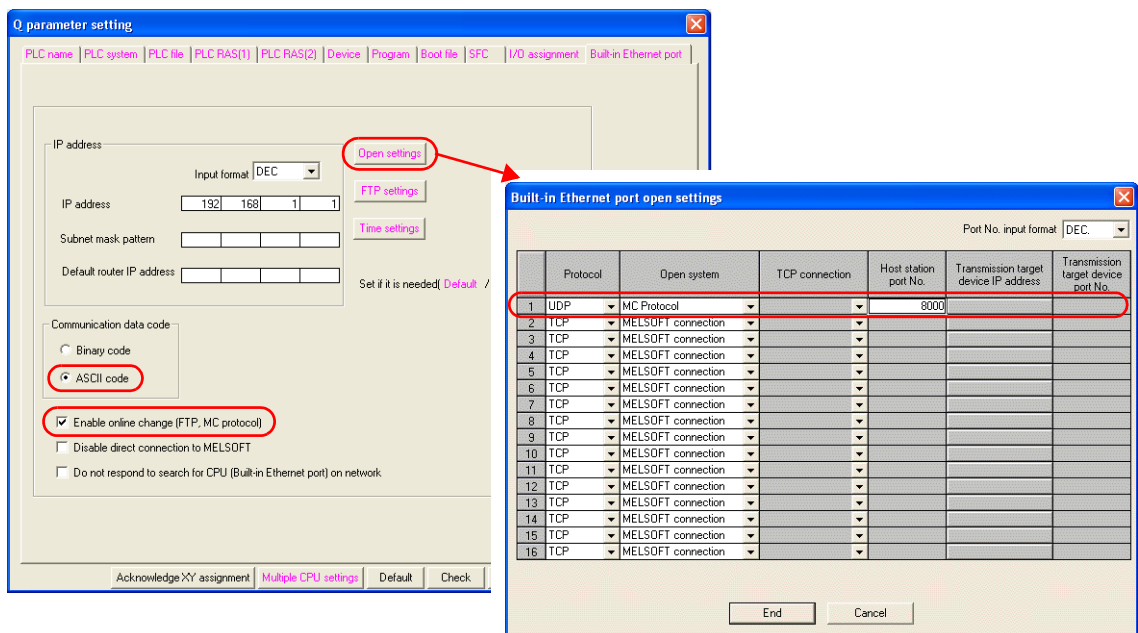 Q parameter setting
PLC name PLC system PLC file PLC RAS(1) PLC RAS(2) Device Program Boot file SFC I/O assignment Built-in Ethernet port
IP address
Input format DEC
IP address 192 168 1 1
Subnet mask pattern
Default router IP address
Open settings
FTP settings
Time settings
Set if it is needed( Default /
Communication data code
Binary code
ASCII code
Enable online change (FTP, MC protocol)
Disable direct connection to MELSOFT
Do not respond to search for CPU (Built-in Ethernet port) on network
Acknowledge XY assignment Multiple CPU settings Default Check
Built-in Ethernet port open settings
Port No. input format DEC.
Protocol Open system TCP connection Host station port No. Transmission target device IP address Transmission target device port No.
1 UDP MC Protocol 8000
2 TCP MELSOFT connection
3 TCP MELSOFT connection
4 TCP MELSOFT connection
5 TCP MELSOFT connection
6 TCP MELSOFT connection
7 TCP MELSOFT connection
8 TCP MELSOFT connection
9 TCP MELSOFT connection
10 TCP MELSOFT connection
11 TCP MELSOFT connection
12 TCP MELSOFT connection
13 TCP MELSOFT connection
14 TCP MELSOFT connection
15 TCP MELSOFT connection
16 TCP MELSOFT connection
End Cancel